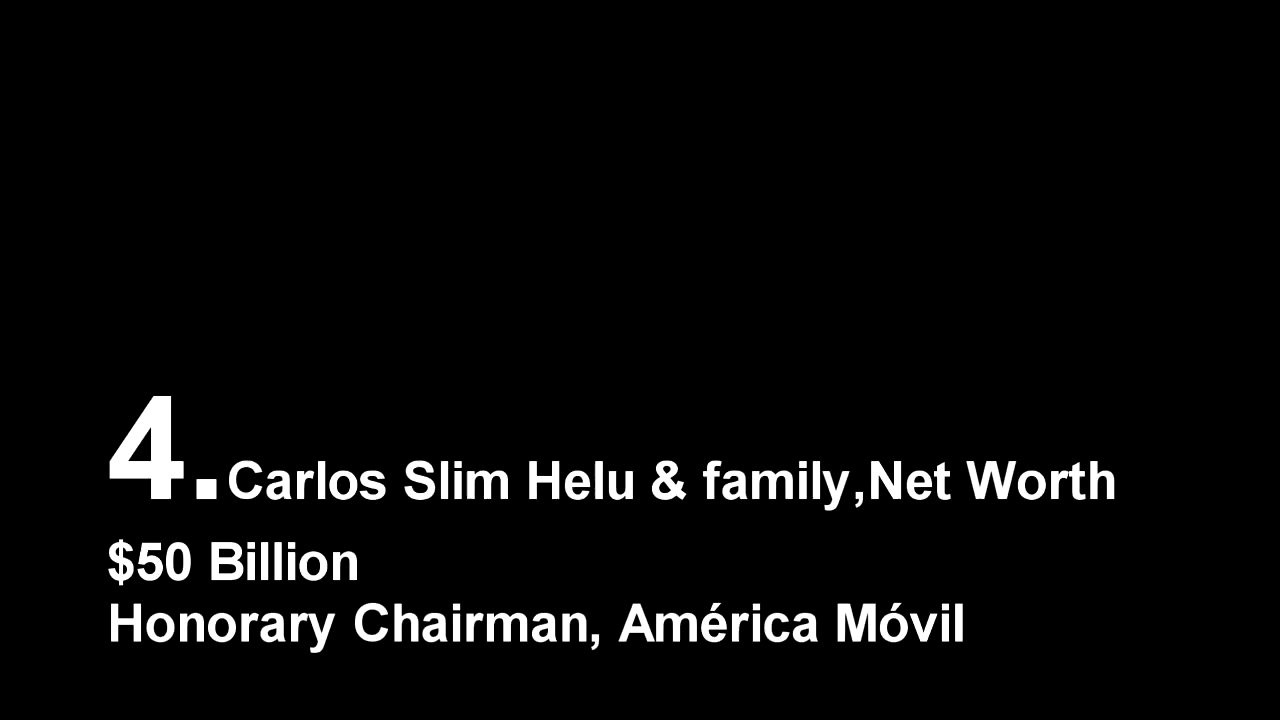 4.Carlos Slim Helu & family,Net Worth
$50 Billion
Honorary Chairman, América Móvil